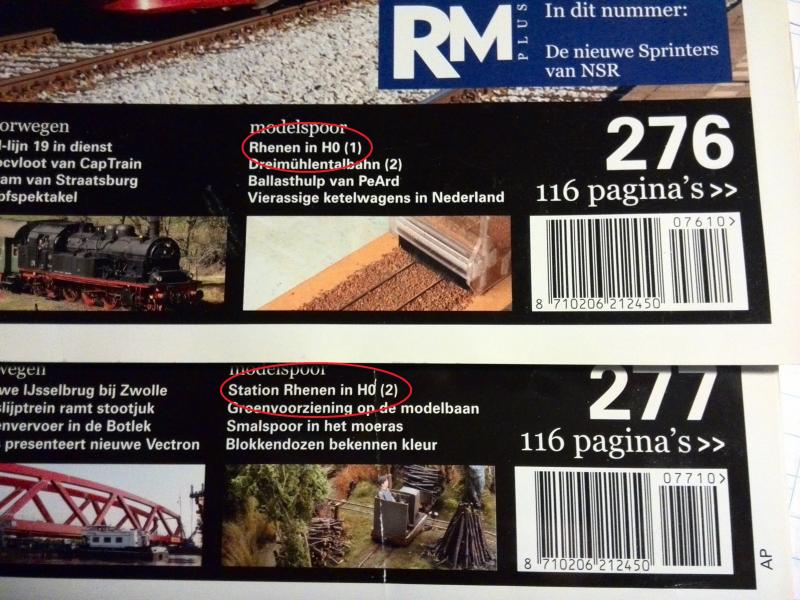 RM
PLUS
In dit nummer:
De nieuwe Sprinters
van NSR
orwegen
l-lijn 19 in dienst
ocvloot van CapTrain
am van Straatsburg
ofspektakel
modelspoor
Rhenen in H0 (1)
Dreimühlentalbahn (2)
Ballasthulp van PeArd
Vierassige ketelwagens in Nederland
276
116 pagina's >>
07610>
8 710206 212450
wegen
we IJsselbrug bij Zwolle
slijptrein ramt stootjuk
envervoer in de Botlek
s presenteert nieuwe Vectron
modelspoor
Station Rhenen in H0 (2)
Groenvoorziening op de modelbaan
Smalspoor in het moeras
Blokkendozen bekennen kleur
277
116 pagina's >>
07710>
8 710206 212450
AP